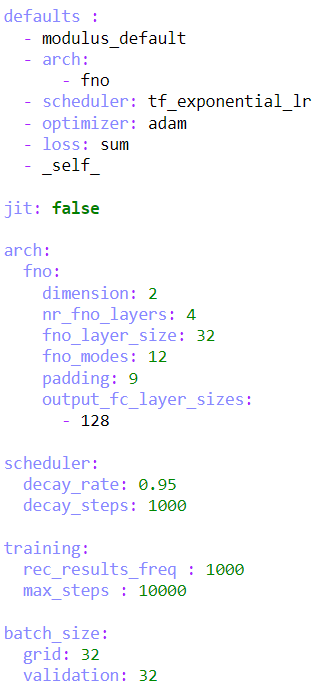 defaults :
  - modulus_default
  - arch:
      - fno
  - scheduler: tf_exponential_lr
  - optimizer: adam
  - loss: sum
  - _self_

jit: false

arch:
  fno:
    dimension: 2
    nr_fno_layers: 4
    fno_layer_size: 32
    fno_modes: 12
    padding: 9
    output_fc_layer_sizes:
      - 128

scheduler:
  decay_rate: 0.95
  decay_steps: 1000

training:
  rec_results_freq : 1000
  max_steps : 10000

batch_size:
  grid: 32
  validation: 32